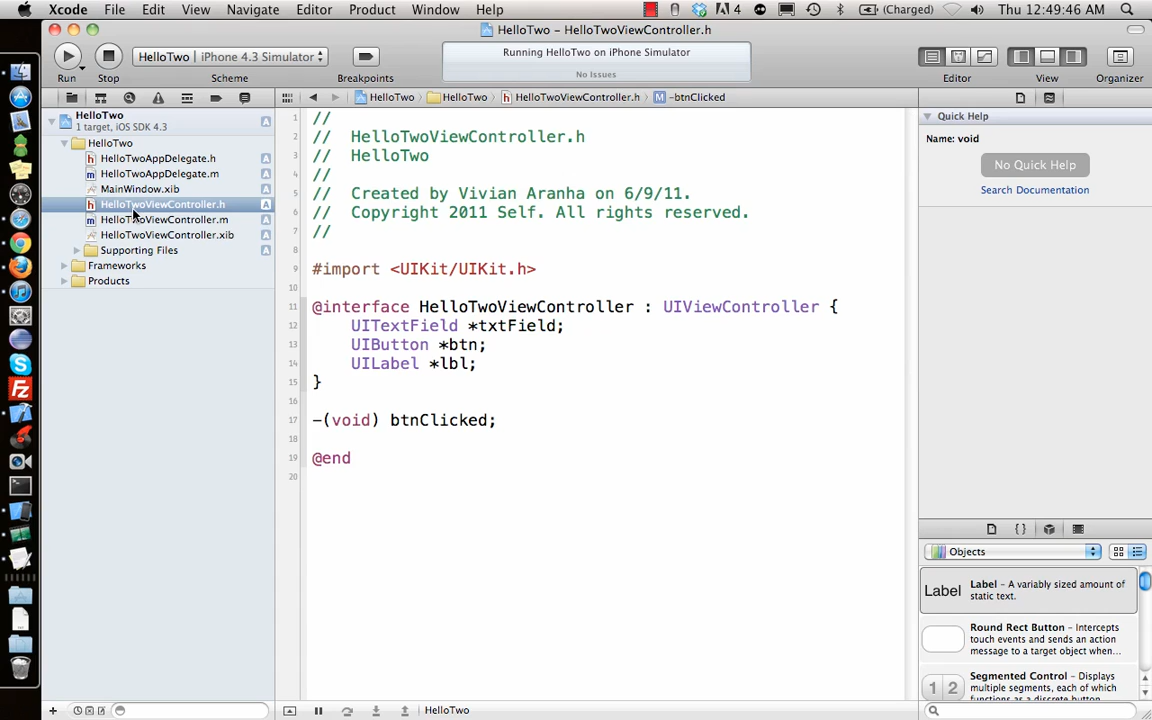 Xcode File Edit View Navigate Editor Product Window Help 4 (Charged) Thu 12:49:46 AM
HelloTwo – HelloTwoViewController.h
Run Stop HelloTwo | iPhone 4.3 Simulator Scheme Breakpoints
Running HelloTwo on iPhone Simulator
No Issues
Editor View Organizer
HelloTwo HelloTwo HelloTwoViewController.h M -btnClicked
HelloTwo
1 target, iOS SDK 4.3 A
HelloTwo
h HelloTwoAppDelegate.h A
m HelloTwoAppDelegate.m A
MainWindow.xib A
h HelloTwoViewController.h A
m HelloTwoViewController.m A
HelloTwoViewController.xib A
Supporting Files A
Frameworks
Products
1 //
2 // HelloTwoViewController.h
3 // HelloTwo
4 //
5 // Created by Vivian Aranha on 6/9/11.
6 // Copyright 2011 Self. All rights reserved.
7 //
8
9 #import <UIKit/UIKit.h>
10
11 @interface HelloTwoViewController : UIViewController {
12 UITextField *txtField;
13 UIButton *btn;
14 UILabel *lbl;
15 }
16
17 -(void) btnClicked;
18
19 @end
20
Quick Help
Name: void
No Quick Help
Search Documentation
Objects
Label
Label – A variably sized amount of
static text.
Round Rect Button – Intercepts
touch events and sends an action
message to a target object when...
1 2
Segmented Control – Displays
multiple segments, each of which
functions as a discrete button
HelloTwo